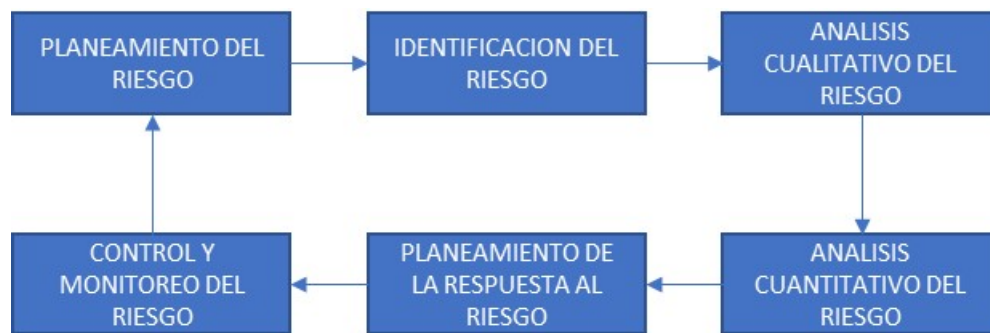 PLANEAMIENTO DEL
RIESGO
IDENTIFICACION DEL
RIESGO
ANALISIS
CUALITATIVO DEL
RIESGO
ANALISIS
CUANTITATIVO DEL
RIESGO
PLANEAMIENTO DE
LA RESPUESTA AL
RIESGO
CONTROL Y
MONITOREO DEL
RIESGO